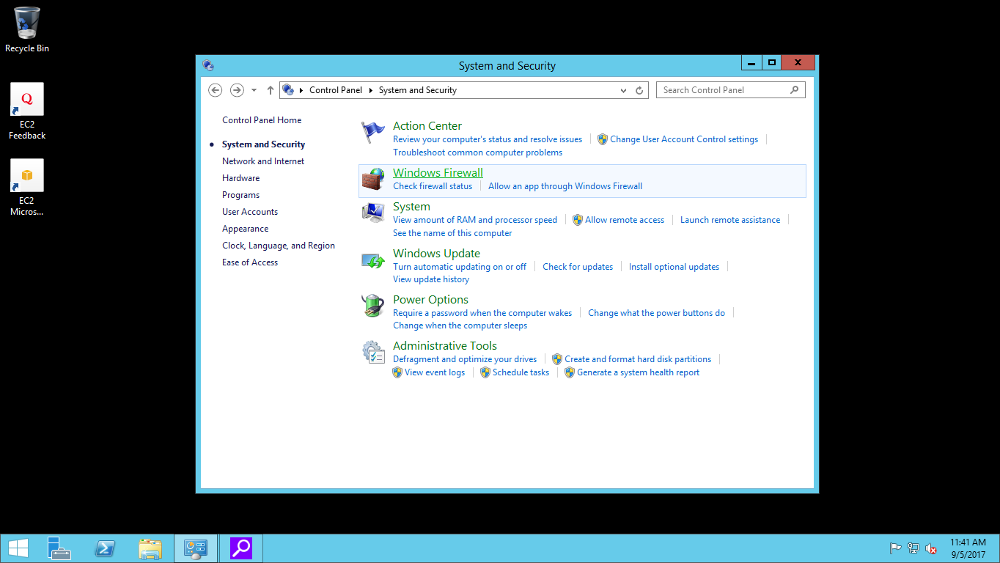 Recycle Bin
Q
EC2
Feedback
EC2
Micros...
System and Security
Control Panel System and Security
Search Control Panel
Control Panel Home
System and Security
Network and Internet
Hardware
Programs
User Accounts
Appearance
Clock, Language, and Region
Ease of Access
Action Center
Review your computer's status and resolve issues Change User Account Control settings
Troubleshoot common computer problems
Windows Firewall
Check firewall status Allow an app through Windows Firewall
System
View amount of RAM and processor speed Allow remote access Launch remote assistance
See the name of this computer
Windows Update
Turn automatic updating on or off Check for updates Install optional updates
View update history
Power Options
Require a password when the computer wakes Change what the power buttons do
Change when the computer sleeps
Administrative Tools
Defragment and optimize your drives Create and format hard disk partitions
View event logs Schedule tasks Generate a system health report
11:41 AM
9/5/2017